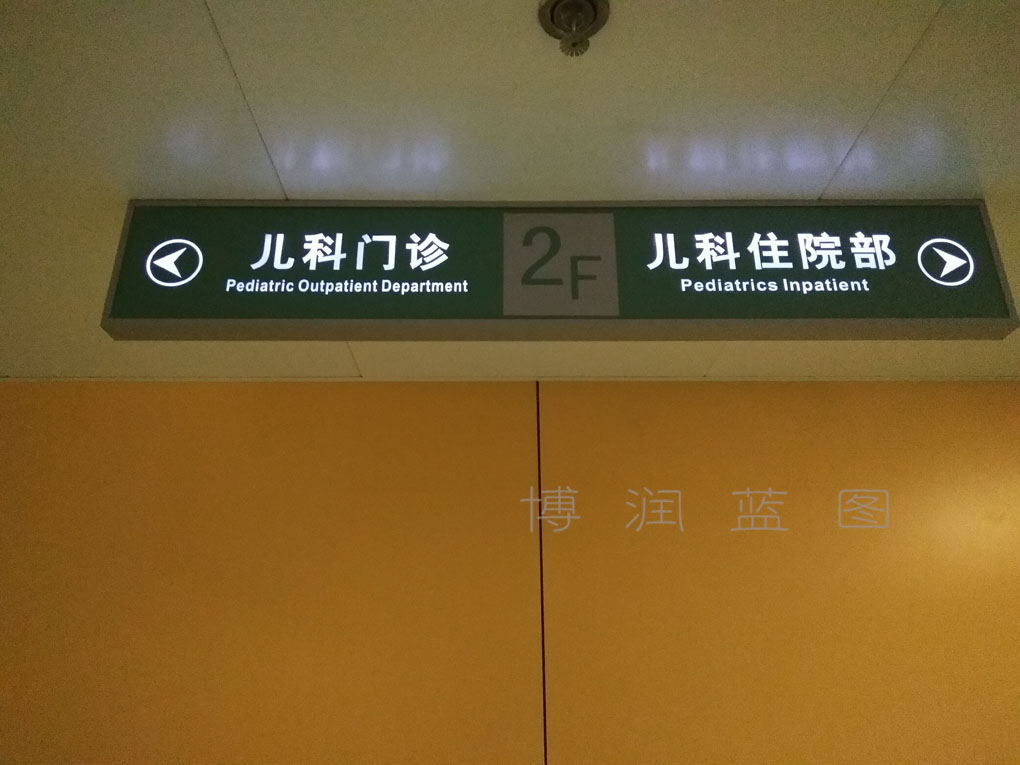 儿科门诊
Pediatric Outpatient Department
2F
儿科住院部
Pediatrics Inpatient
博润蓝图